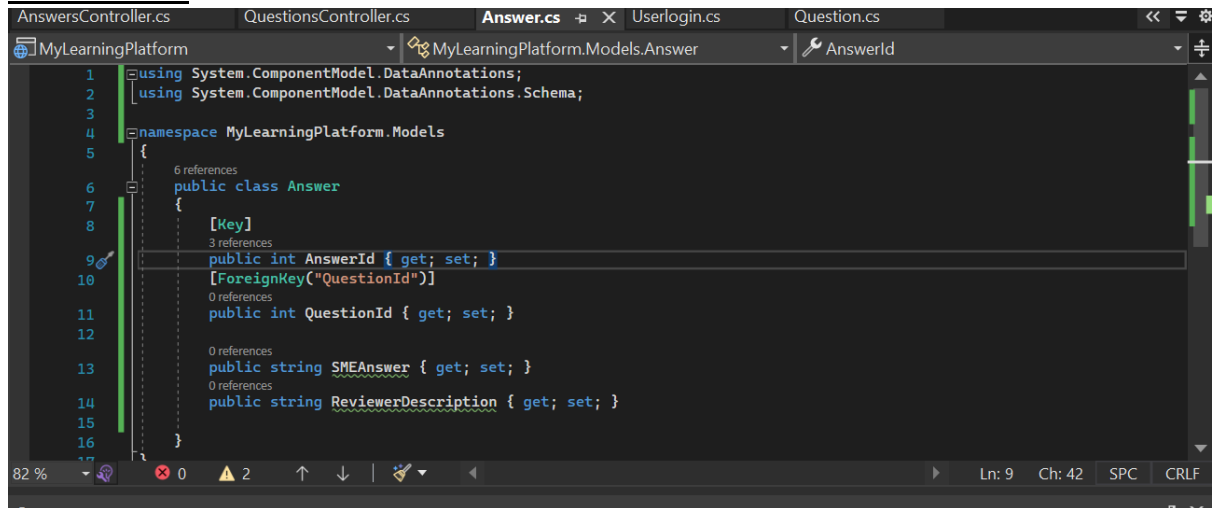 AnswersController.cs QuestionsController.cs Answer.cs Userlogin.cs Question.cs
MyLearningPlatform MyLearningPlatform.Models.Answer AnswerId
1 using System.ComponentModel.DataAnnotations;
2 using System.ComponentModel.DataAnnotations.Schema;
3
4 namespace MyLearningPlatform.Models
5 {
6 references
6 public class Answer
7 {
8 [Key]
3 references
9 public int AnswerId { get; set; }
10 [ForeignKey("QuestionId")]
0 references
11 public int QuestionId { get; set; }
12
0 references
13 public string SMEAnswer { get; set; }
0 references
14 public string ReviewerDescription { get; set; }
15
16 }
17 }
82 % 0 2 Ln: 9 Ch: 42 SPC CRLF